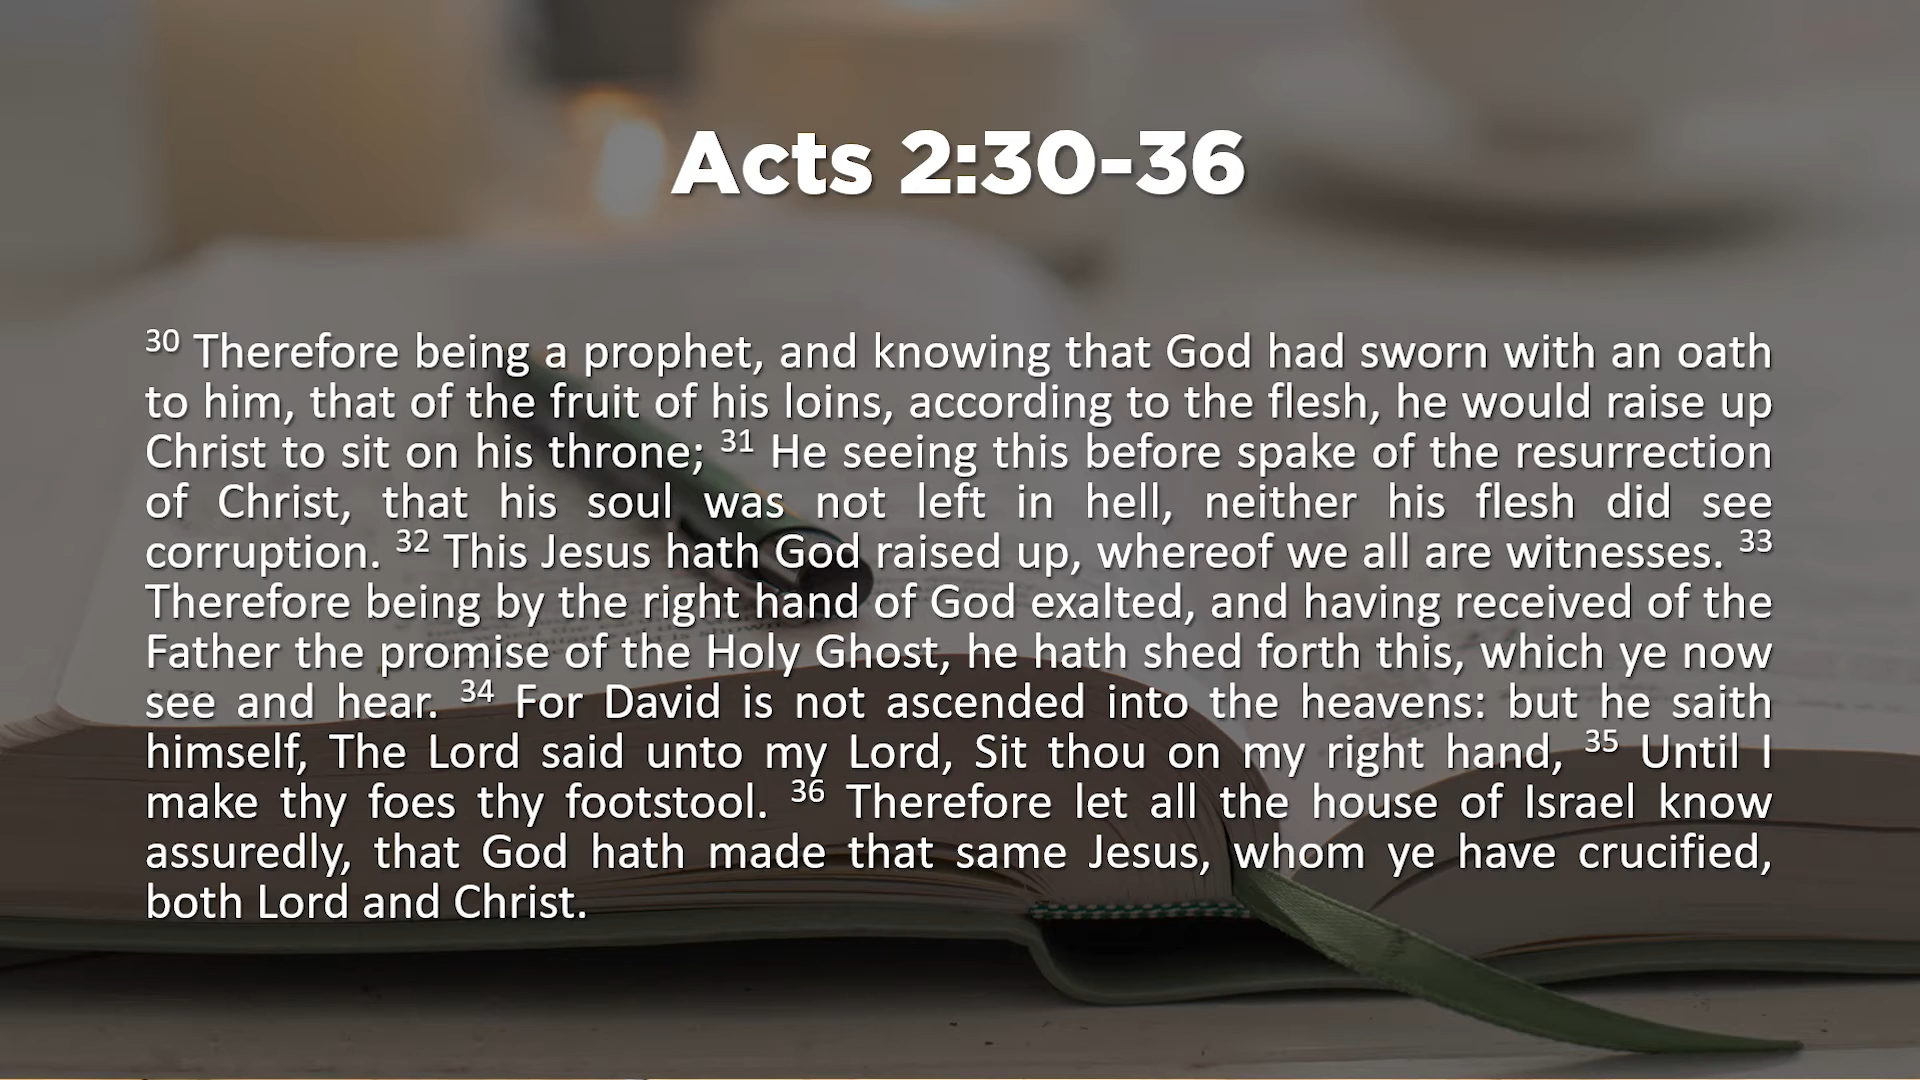 Acts 2:30-36
30 Therefore being a prophet, and knowing that God had sworn with an oath
to him, that of the fruit of his loins, according to the flesh, he would raise up
Christ to sit on his throne; 31 He seeing this before spake of the resurrection
of Christ, that his soul was not left in hell, neither his flesh did see
corruption. 32 This Jesus hath God raised up, whereof we all are witnesses. 33
Therefore being by the right hand of God exalted, and having received of the
Father the promise of the Holy Ghost, he hath shed forth this, which ye now
see and hear. 34 For David is not ascended into the heavens: but he saith
himself, The Lord said unto my Lord, Sit thou on my right hand, 35 Until I
make thy foes thy footstool. 36 Therefore let all the house of Israel know
assuredly, that God hath made that same Jesus, whom ye have crucified,
both Lord and Christ.